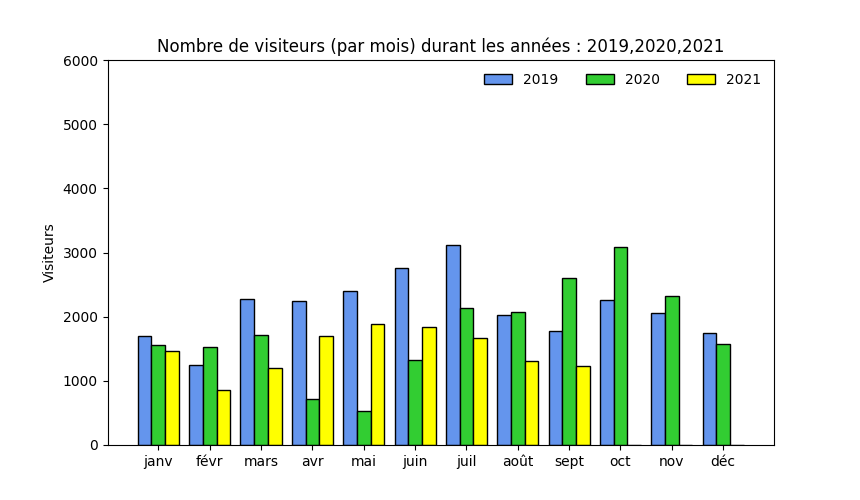 Nombre de visiteurs (par mois) durant les années : 2019,2020,2021
2019 2020 2021
Visiteurs
6000
5000
4000
3000
2000
1000
0
janv févr mars avr mai juin juil août sept oct nov déc